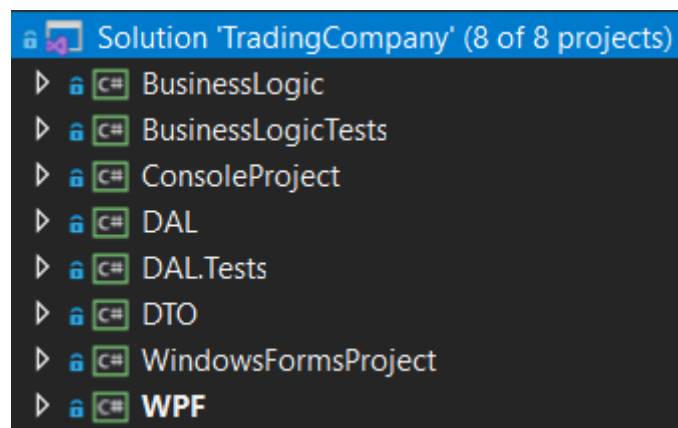 Solution 'TradingCompany' (8 of 8 projects)
C# BusinessLogic
C# BusinessLogicTests
C# ConsoleProject
C# DAL
C# DAL.Tests
C# DTO
C# WindowsFormsProject
C# WPF